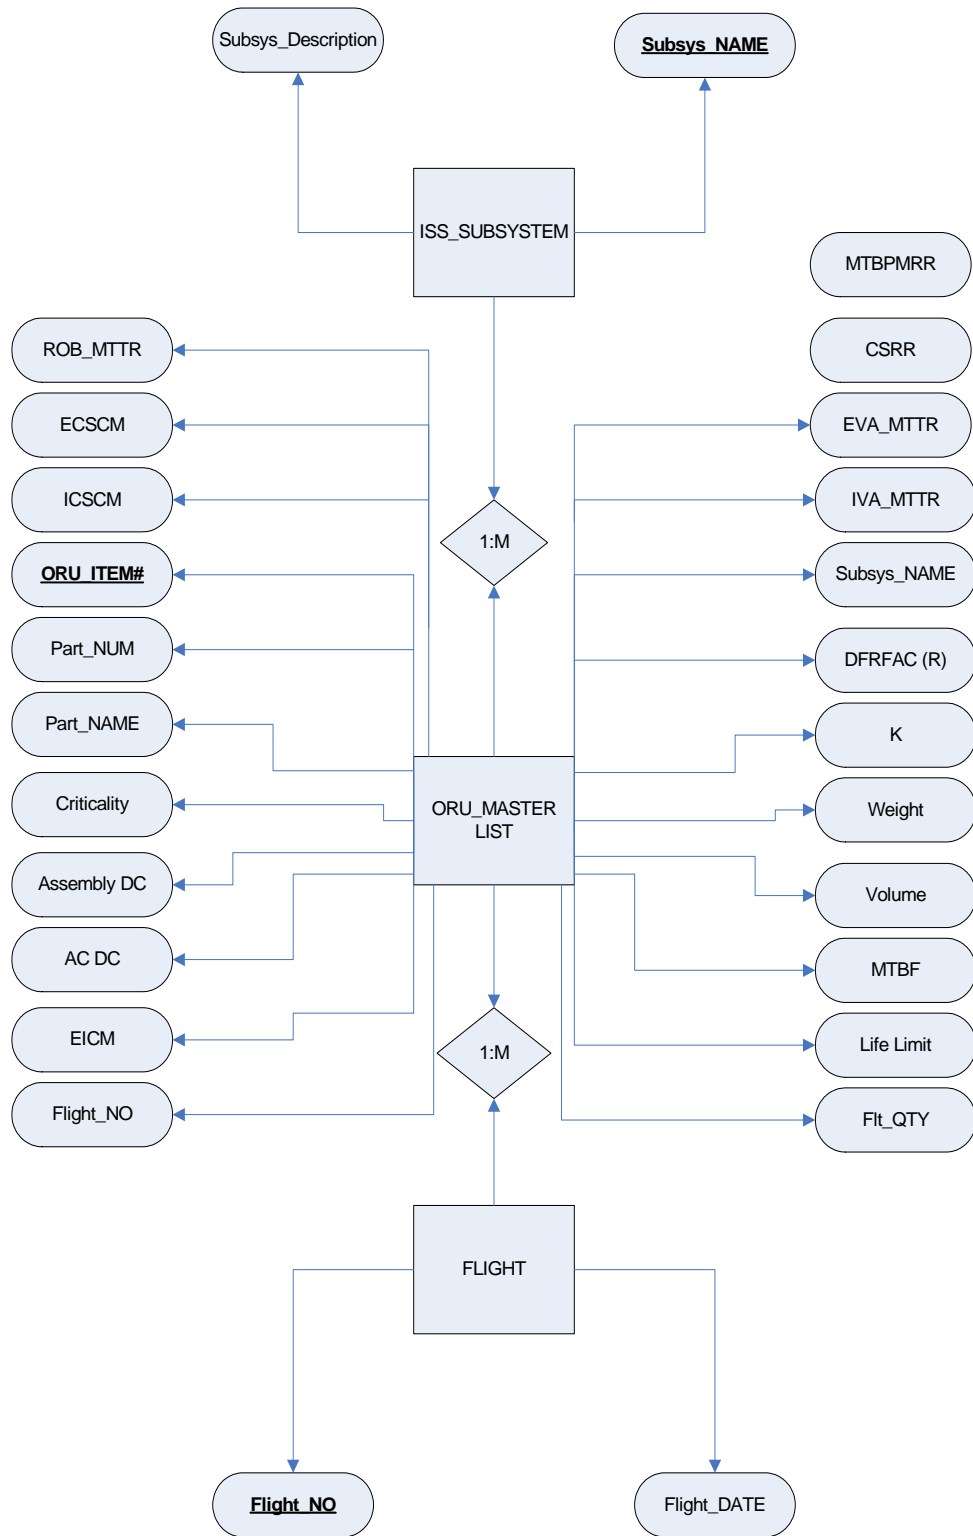 Subsys_Description
Subsys_NAME
ISS_SUBSYSTEM
MTBPMRR
ROB_MTTR
CSRR
ECSCM
EVA_MTTR
ICSCM
IVA_MTTR
1:M
ORU_ITEM#
Subsys_NAME
Part_NUM
DFRFAC (R)
Part_NAME
K
Criticality
ORU_MASTER
LIST
Weight
Assembly DC
Volume
AC DC
MTBF
EICM
1:M
Life Limit
Flight_NO
Flt_QTY
FLIGHT
Flight_NO
Flight_DATE